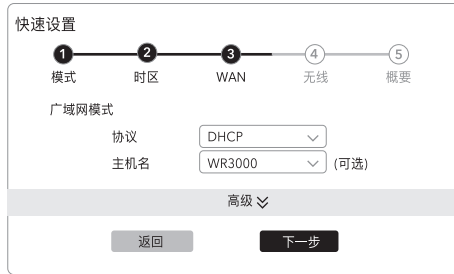 快速设置
1 2 3 4 5
模式 时区 WAN 无线 概要
广域网模式
协议 DHCP
主机名 WR3000 (可选)
高级
返回 下一步